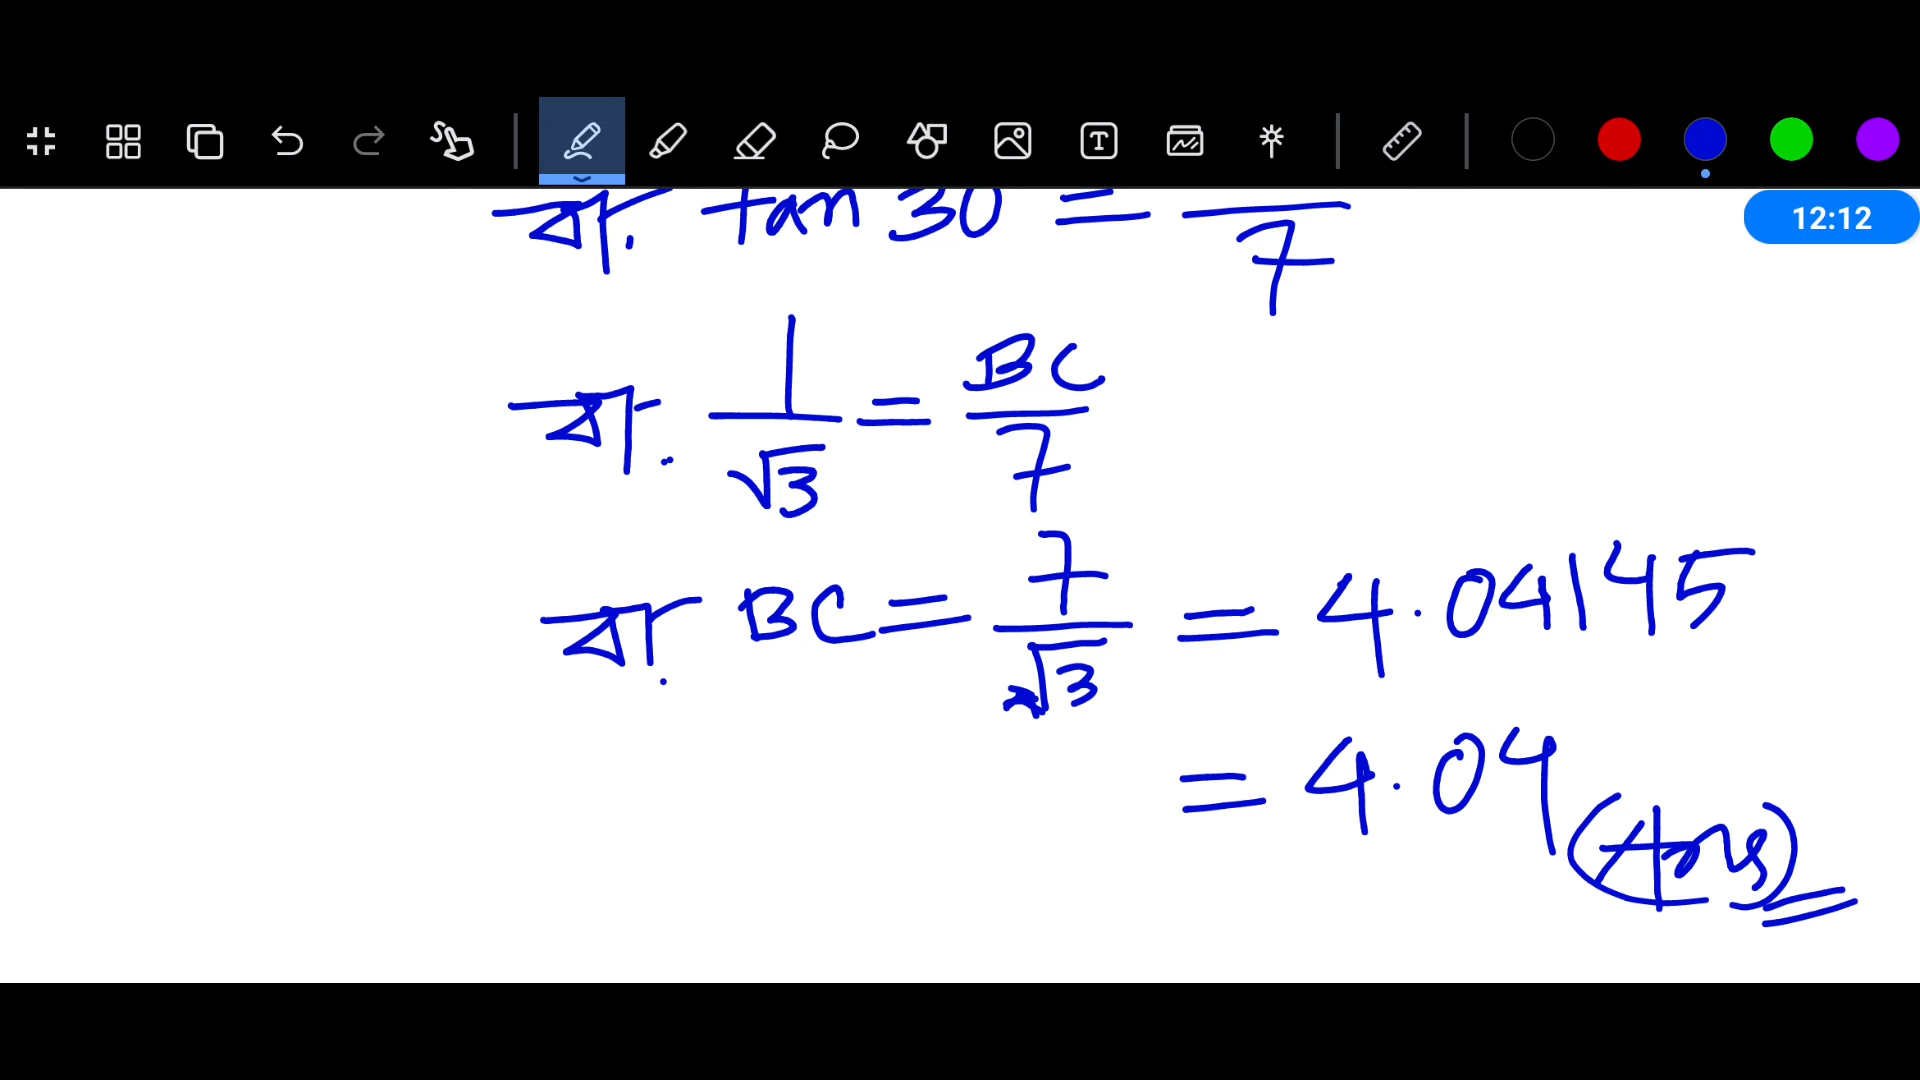 12:12
বা. tan 30 = — 7
বা. 1/√3 = BC/7
বা. BC = 7/√3 = 4.04145
= 4.04 (Ans)